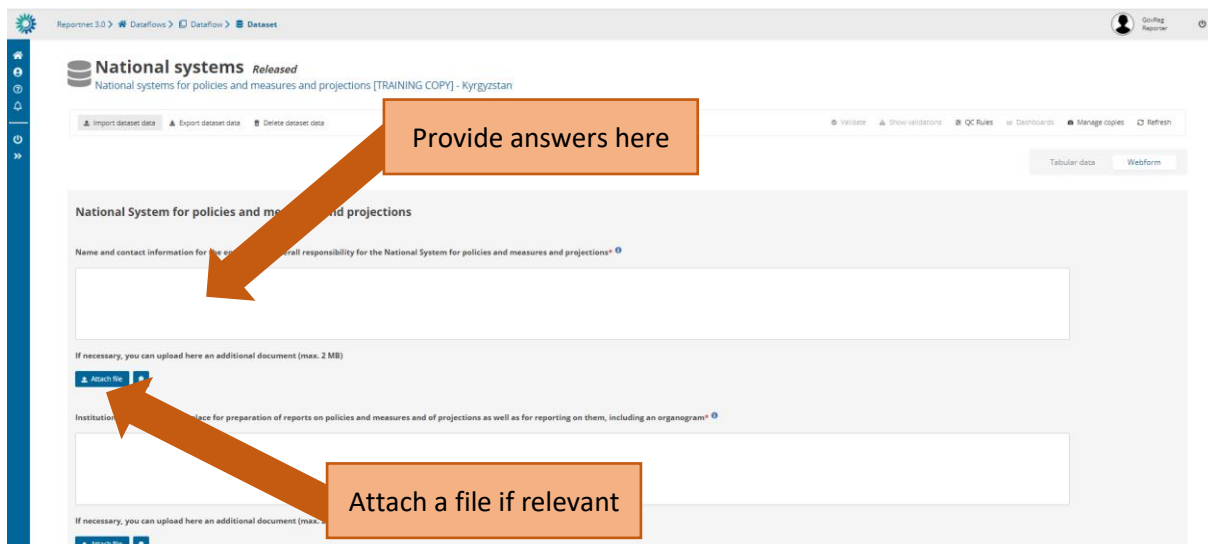 Reportnet 3.0 > Dataflows > Dataflow > Dataset
GovReg
Reporter
National systems Released
National systems for policies and measures and projections [TRAINING COPY] - Kyrgyzstan
Import dataset data Export dataset data Delete dataset data
Validate Show validations QC Rules Dashboards Manage copies Refresh
Provide answers here
Tabular data Webform
National System for policies and projections
Name and contact information for the responsibility for the National System for policies and measures and projections*
If necessary, you can upload here an additional document (max. 2 MB)
Attach file
place for preparation of reports on policies and measures and of projections as well as for reporting on them, including an organogram*
Attach a file if relevant
If necessary, you can upload here an additional document (max.
Attach file